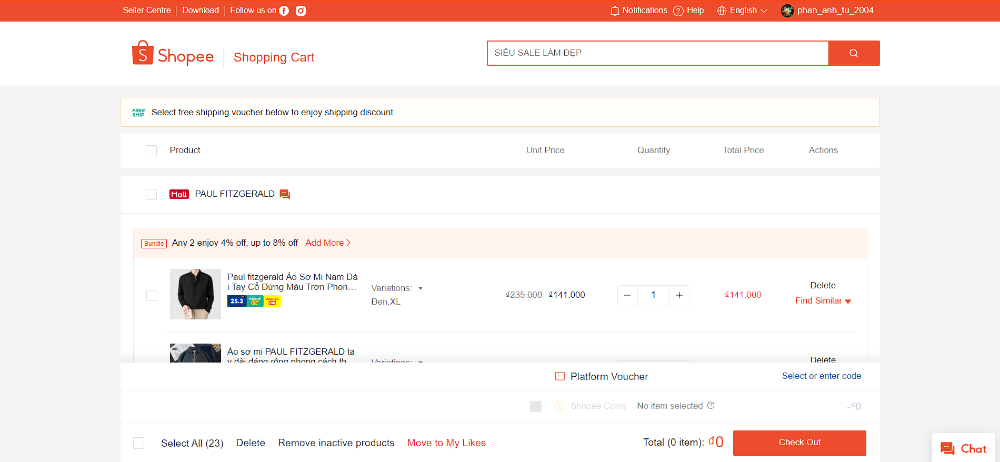 Seller Centre
Download
Follow us on
Notifications
Help
English
phan_anh_tu_2004
Shopee
Shopping Cart
SIÊU SALE LÀM ĐẸP
FREE SHIP
Select free shipping voucher below to enjoy shipping discount
Product
Unit Price
Quantity
Total Price
Actions
Mall PAUL FITZGERALD
Bundle Any 2 enjoy 4% off, up to 8% off Add More
Paul fitzgerald Áo Sơ Mi Nam Dà
i Tay Cổ Đứng Màu Trơn Phon...
25.3 FREESHIP XTRA VOUCHER XTRA
Variations:
Đen,XL
₫235.000 ₫141.000
1
₫141.000
Delete
Find Similar
Áo sơ mi PAUL FITZGERALD ta
y dài dáng rộng phong cách th
Variations:
Delete
Platform Voucher
Select or enter code
Shopee Coins
No item selected
-₫0
Select All (23)
Delete
Remove inactive products
Move to My Likes
Total (0 item): ₫0
Check Out
Chat